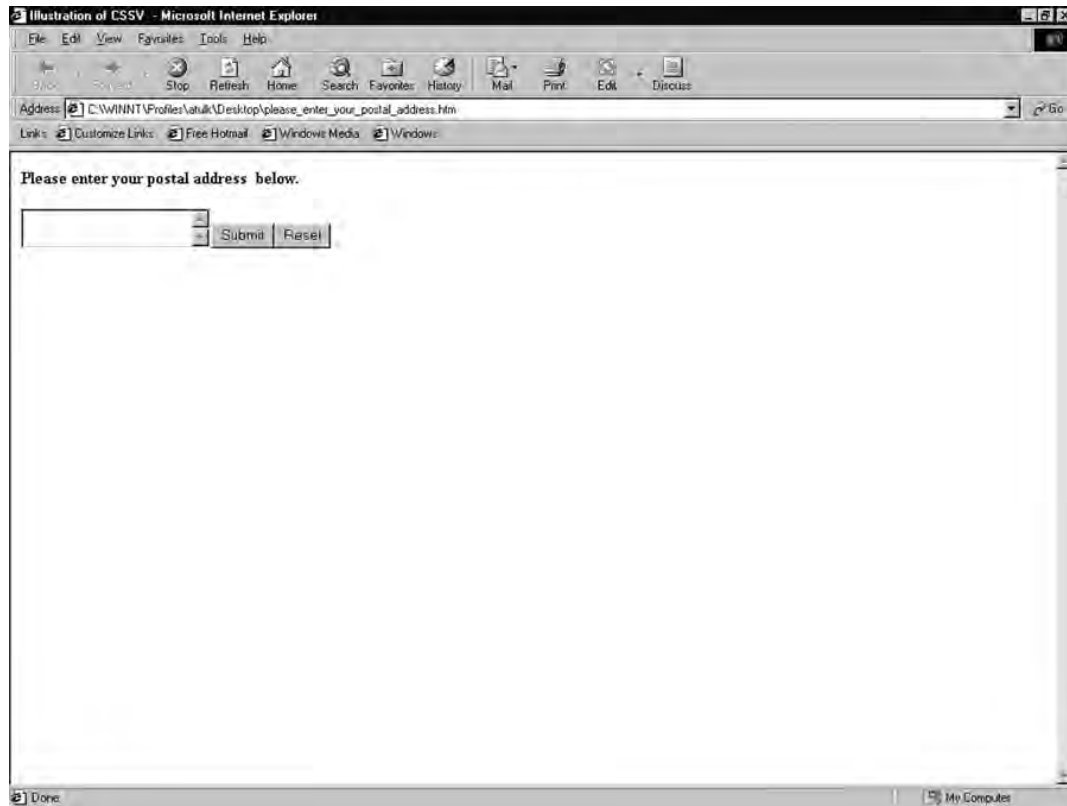 Illustration of CSSV - Microsoft Internet Explorer
File Edit View Favorites Tools Help
Back Forward Stop Refresh Home Search Favorites History Mail Print Edit Discuss
Address C:\WINNT\Profiles\atulk\Desktop\please_enter_your_postal_address.htm Go
Links Customize Links Free Hotmail Windows Media Windows
Please enter your postal address below.
Submit Reset
Done My Computer